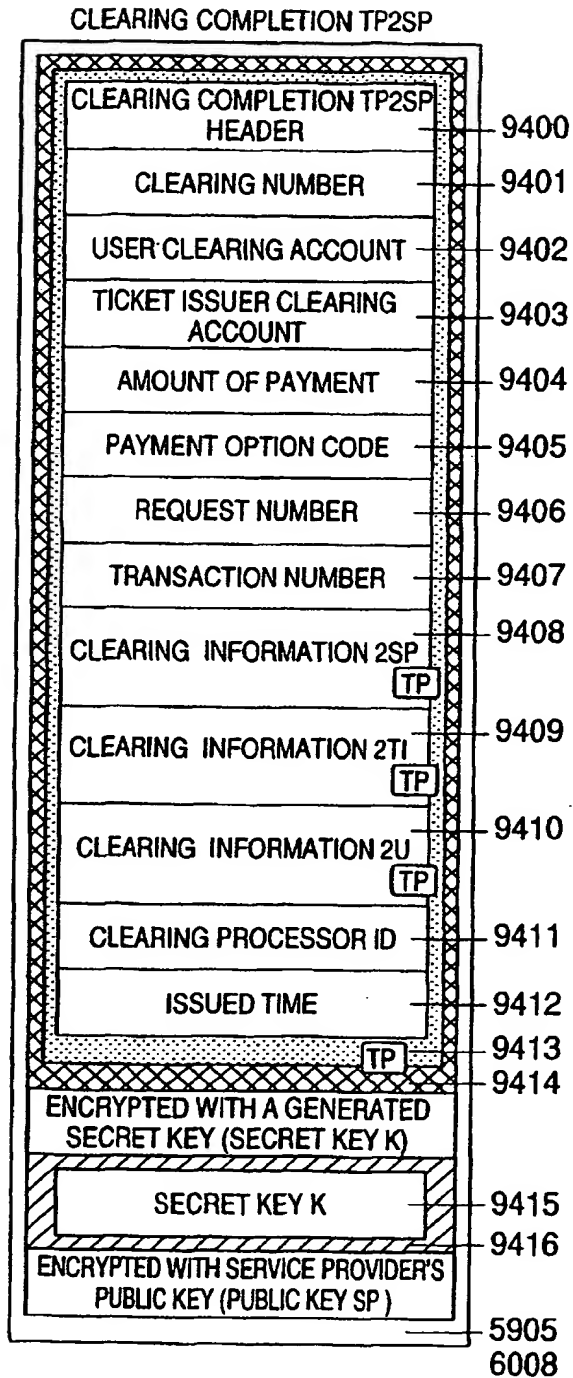 CLEARING COMPLETION TP2SP
CLEARING COMPLETION TP2SP
HEADER
9400
CLEARING NUMBER
9401
USER CLEARING ACCOUNT
9402
TICKET ISSUER CLEARING
ACCOUNT
9403
AMOUNT OF PAYMENT
9404
PAYMENT OPTION CODE
9405
REQUEST NUMBER
9406
TRANSACTION NUMBER
9407
9408
CLEARING INFORMATION 2SP
TP
9409
CLEARING INFORMATION 2TI
TP
9410
CLEARING INFORMATION 2U
TP
CLEARING PROCESSOR ID
9411
ISSUED TIME
9412
TP
9413
9414
ENCRYPTED WITH A GENERATED
SECRET KEY (SECRET KEY K)
SECRET KEY K
9415
9416
ENCRYPTED WITH SERVICE PROVIDER'S
PUBLIC KEY (PUBLIC KEY SP )
5905
6008